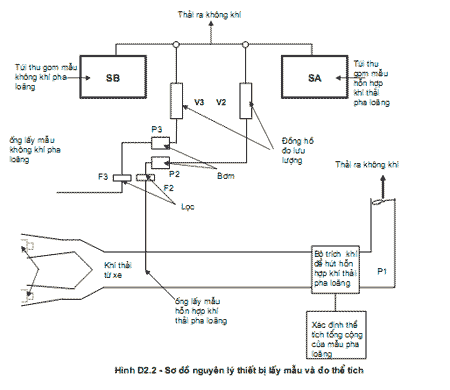 Thải ra không khí
Túi thu gom mẫu
không khí pha
loãng
SB
SA
Túi thu
gom mẫu
hỗn hợp
khí thải
pha loãng
V3
V2
ống lấy mẫu
không khí pha
loãng
P3
Đồng hồ
đo lưu
lượng
F3
P2
F2
Bơm
Lọc
Thải ra không khí
Khí thải
từ xe
Bộ trích khí
để hút hỗn
hợp khí thải
pha loãng
P1
ống lấy mẫu
hỗn hợp
khí thải pha loãng
Xác định thể
tích tổng cộng
của mẫu pha
loãng
Hình D2.2 - Sơ đồ nguyên lý thiết bị lấy mẫu và đo thể tích